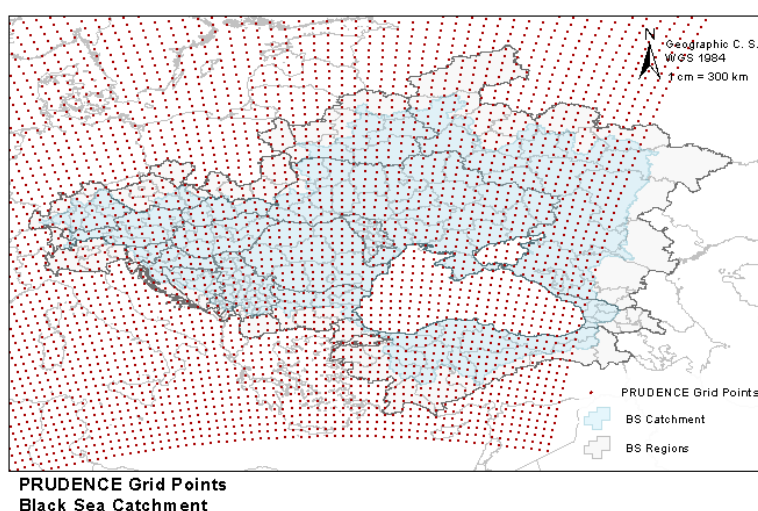 N
Geographic C. S.
WGS 1984
1 cm = 300 km
PRUDENCE Grid Points
BS Catchment
BS Regions
PRUDENCE Grid Points
Black Sea Catchment